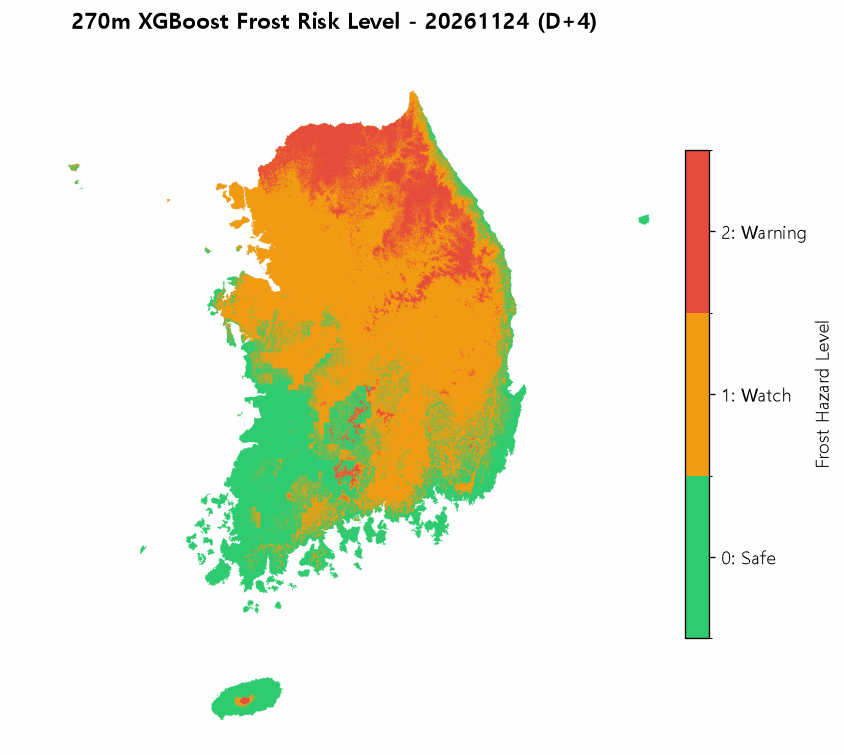 270m XGBoost Frost Risk Level - 20261124 (D+4)
2: Warning
1: Watch
0: Safe
Frost Hazard Level